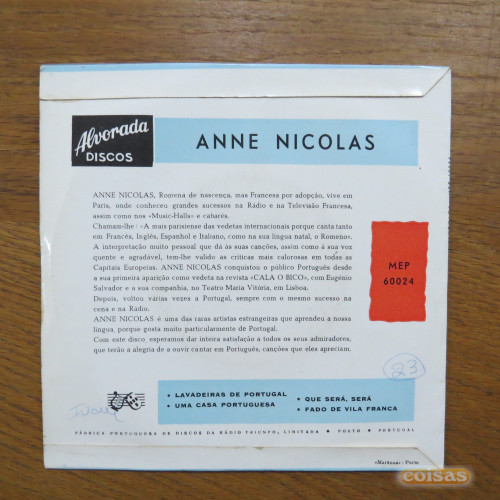 Alvorada
DISCOS
ANNE NICOLAS
ANNE NICOLAS, Romena de nascença, mas Francesa por adopção, vive em
Paris, onde conheceu grandes sucessos na Rádio e na Televisão Francesa,
assim como nos «Music-Halls» e cabarés.
Chamam-lhe: «A mais parisiense das vedetas internacionais porque canta tanto
em Francês, Inglês, Espanhol e Italiano, como na sua língua natal, o Romeno».
A interpretação muito pessoal que dá às suas canções, assim como à sua voz
quente e agradável, tem-lhe valido as críticas mais calorosas em todas as
Capitais Europeias. ANNE NICOLAS conquistou o público Português desde
a sua primeira aparição como vedeta na revista «CALA O BICO», com Eugénio
Salvador e a sua companhia, no Teatro Maria Vitória, em Lisboa.
Depois, voltou várias vezes a Portugal, sempre com o mesmo sucesso na
cena e na Rádio.
ANNE NICOLAS é uma das raras artistas estrangeiras que aprendeu a nossa
língua, porque gosta muito particularmente de Portugal.
Com este disco, esperamos dar inteira satisfação a todos os seus admiradores,
que terão a alegria de a ouvir cantar em Português, canções que eles apreciam.
MEP
60024
23
• LAVADEIRAS DE PORTUGAL
• UMA CASA PORTUGUESA
• QUE SERÁ, SERÁ
• FADO DE VILA FRANCA
FÁBRICA PORTUGUESA DE DISCOS DA RÁDIO TRIUNFO, LIMITADA • PORTO • PORTUGAL
«Marânus» : Porto
coisas